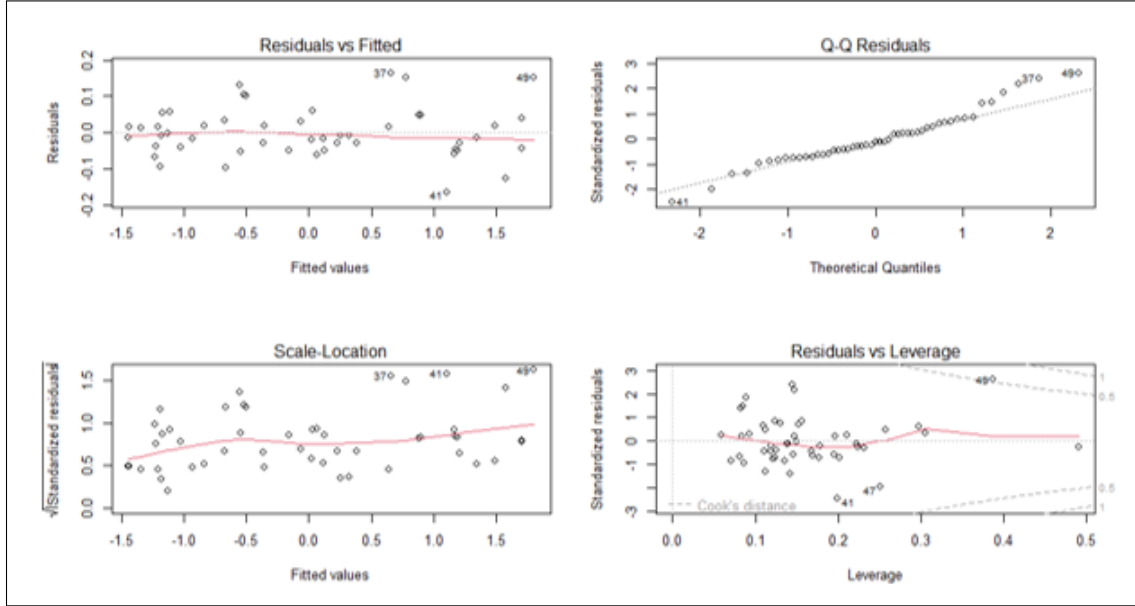 Residuals vs Fitted
Residuals
0.2
0.1
0.0
-0.1
-0.2
37
49
41
-1.5 -1.0 -0.5 0.0 0.5 1.0 1.5
Fitted values
Q-Q Residuals
Standardized residuals
3
2
1
0
-1
-2
37
49
41
-2 -1 0 1 2
Theoretical Quantiles
Scale-Location
√|Standardized residuals
1.5
1.0
0.5
0.0
37
41
49
-1.5 -1.0 -0.5 0.0 0.5 1.0 1.5
Fitted values
Residuals vs Leverage
Standardized residuals
3
2
1
0
-1
-3
49
1
0.5
47
41
0.5
1
Cook's distance
0.0 0.1 0.2 0.3 0.4 0.5
Leverage